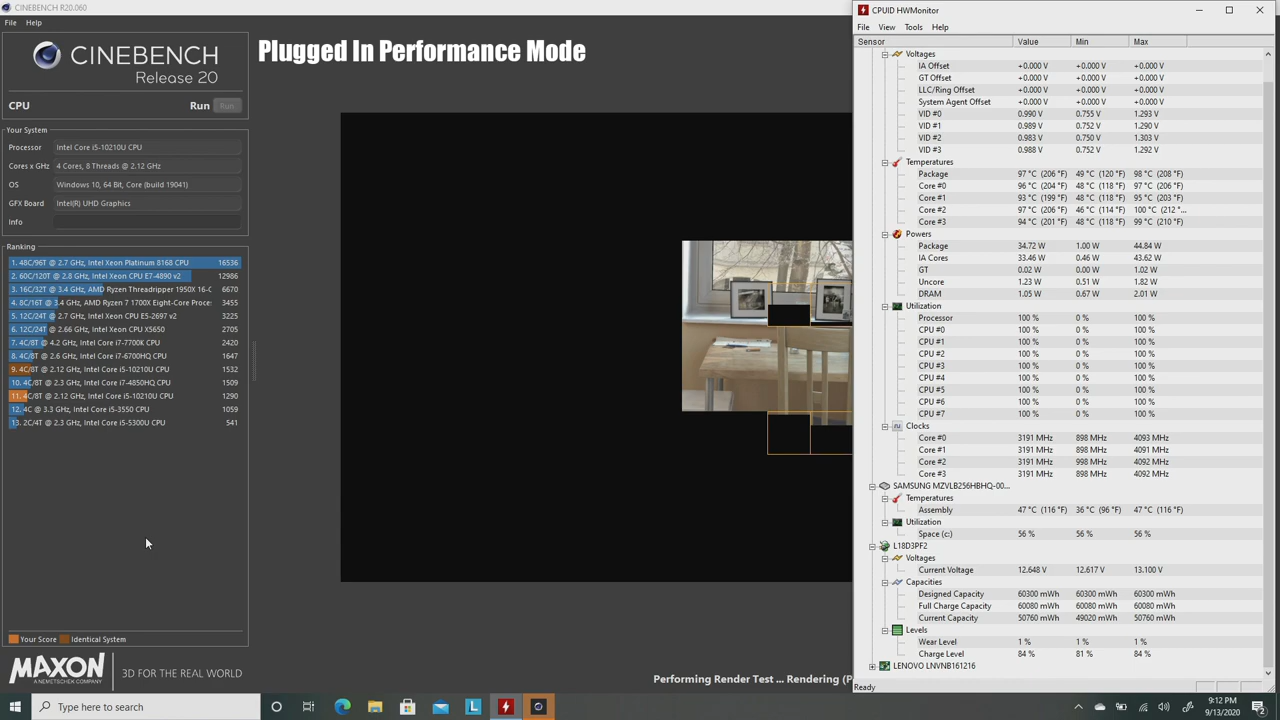 CINEBENCH R20.060
File Help
CINEBENCH
Release 20
CPU Run Run
Your System
Processor Intel Core i5-10210U CPU
Cores x GHz 4 Cores, 8 Threads @ 2.12 GHz
OS Windows 10, 64 Bit, Core (build 19041)
GFX Board Intel(R) UHD Graphics
Info
Ranking
1. 48C/96T @ 2.7 GHz, Intel Xeon Platinum 8168 CPU 16536
2. 60C/120T @ 2.8 GHz, Intel Xeon CPU E7-4890 v2 12986
3. 16C/32T @ 3.4 GHz, AMD Ryzen Threadripper 1950X 16-C 6670
4. 8C/16T @ 3.4 GHz, AMD Ryzen 7 1700X Eight-Core Proce: 3455
5. 12C/24T @ 2.7 GHz, Intel Xeon CPU E5-2697 v2 3225
6. 12C/24T @ 2.66 GHz, Intel Xeon CPU X5650 2705
7. 4C/8T @ 4.2 GHz, Intel Core i7-7700K CPU 2420
8. 4C/8T @ 2.6 GHz, Intel Core i7-6700HQ CPU 1647
9. 4C/8T @ 2.12 GHz, Intel Core i5-10210U CPU 1532
10. 4C/8T @ 2.3 GHz, Intel Core i7-4850HQ CPU 1509
11. 4C/8T @ 2.12 GHz, Intel Core i5-10210U CPU 1290
12. 4C @ 3.3 GHz, Intel Core i5-3550 CPU 1059
13. 2C/4T @ 2.3 GHz, Intel Core i5-5300U CPU 541
Your Score Identical System
MAXON
A NEMETSCHEK COMPANY
3D FOR THE REAL WORLD
Plugged In Performance Mode
Performing Render Test ... Rendering (P
CPUID HWMonitor
File View Tools Help
Sensor Value Min Max
Voltages
IA Offset +0.000 V +0.000 V +0.000 V
GT Offset +0.000 V +0.000 V +0.000 V
LLC/Ring Offset +0.000 V +0.000 V +0.000 V
System Agent Offset +0.000 V +0.000 V +0.000 V
VID #0 0.990 V 0.755 V 1.293 V
VID #1 0.989 V 0.752 V 1.290 V
VID #2 0.983 V 0.750 V 1.303 V
VID #3 0.988 V 0.752 V 1.292 V
Temperatures
Package 97 °C (206 °F) 49 °C (120 °F) 98 °C (208 °F)
Core #0 96 °C (204 °F) 48 °C (118 °F) 97 °C (206 °F)
Core #1 93 °C (199 °F) 48 °C (118 °F) 95 °C (203 °F)
Core #2 97 °C (206 °F) 46 °C (114 °F) 100 °C (212 °...
Core #3 94 °C (201 °F) 48 °C (118 °F) 99 °C (210 °F)
Powers
Package 34.72 W 1.00 W 44.84 W
IA Cores 33.46 W 0.46 W 43.62 W
GT 0.02 W 0.00 W 1.02 W
Uncore 1.23 W 0.51 W 1.82 W
DRAM 1.05 W 0.67 W 2.01 W
Utilization
Processor 100 % 0 % 100 %
CPU #0 100 % 0 % 100 %
CPU #1 100 % 0 % 100 %
CPU #2 100 % 0 % 100 %
CPU #3 100 % 0 % 100 %
CPU #4 100 % 0 % 100 %
CPU #5 100 % 0 % 100 %
CPU #6 100 % 0 % 100 %
CPU #7 100 % 0 % 100 %
Clocks
Core #0 3191 MHz 898 MHz 4093 MHz
Core #1 3191 MHz 898 MHz 4091 MHz
Core #2 3191 MHz 998 MHz 4092 MHz
Core #3 3191 MHz 898 MHz 4092 MHz
SAMSUNG MZVLB256HBHQ-00...
Temperatures
Assembly 47 °C (116 °F) 36 °C (96 °F) 47 °C (116 °F)
Utilization
Space (c:) 56 % 56 % 56 %
L18D3PF2
Voltages
Current Voltage 12.648 V 12.617 V 13.100 V
Capacities
Designed Capacity 60300 mWh 60300 mWh 60300 mWh
Full Charge Capacity 60080 mWh 60080 mWh 60080 mWh
Current Capacity 50760 mWh 49020 mWh 50760 mWh
Levels
Wear Level 1 % 1 % 1 %
Charge Level 84 % 81 % 84 %
LENOVO LNVNB161216
Ready
Type here to search
L
9:12 PM
9/13/2020
2